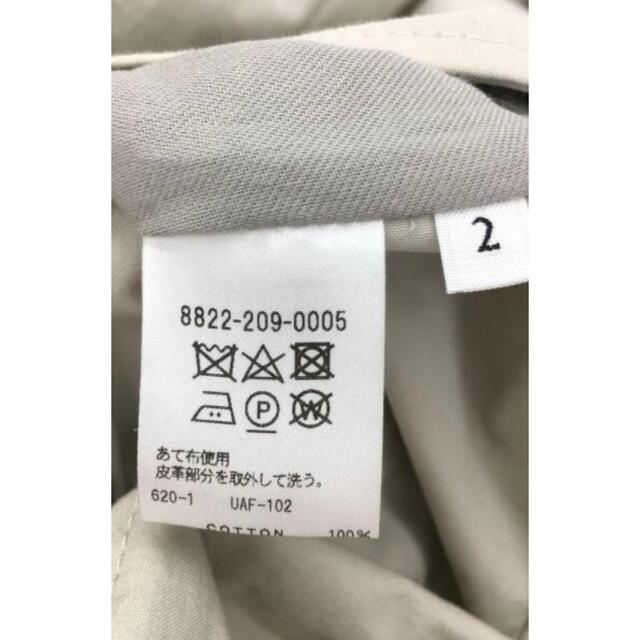 2
8822-209-0005
P W
あて布使用
皮革部分を取外して洗う。
620-1 UAF-102
COTTON 100%